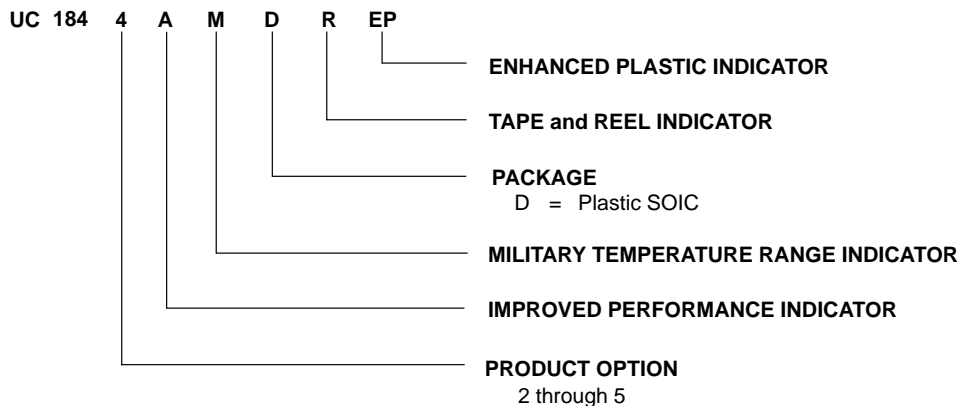 UC 184 4 A M D R EP
ENHANCED PLASTIC INDICATOR
TAPE and REEL INDICATOR
PACKAGE
D = Plastic SOIC
MILITARY TEMPERATURE RANGE INDICATOR
IMPROVED PERFORMANCE INDICATOR
PRODUCT OPTION
2 through 5